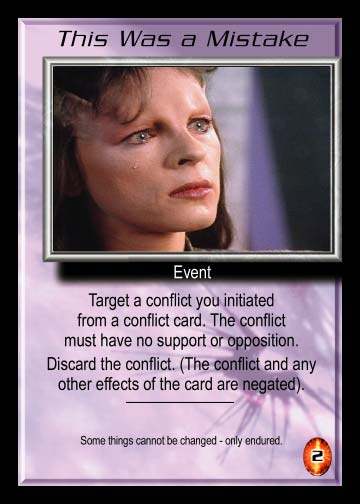 This Was a Mistake
Event
Target a conflict you initiated
from a conflict card. The conflict
must have no support or opposition.
Discard the conflict. (The conflict and any
other effects of the card are negated).
Some things cannot be changed - only endured.
2